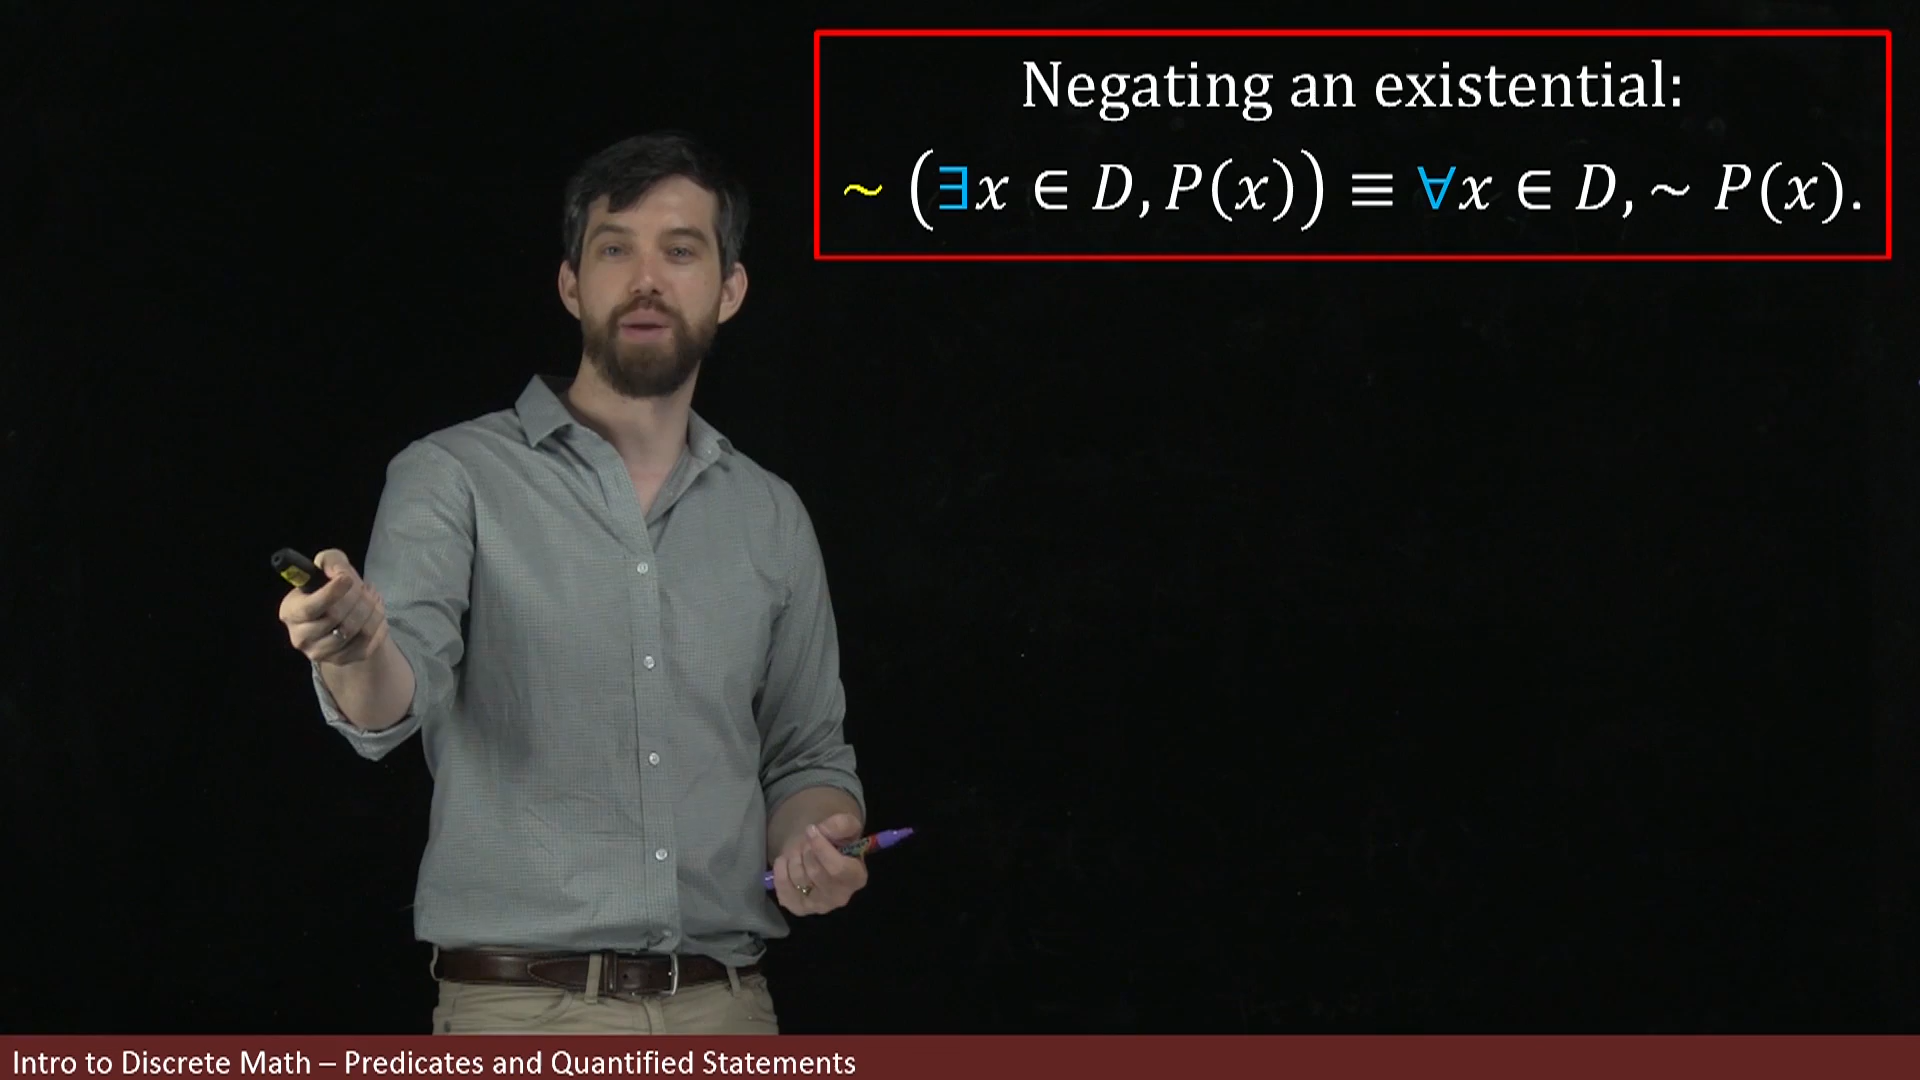 Negating an existential:
~ (∃x ∈ D, P(x)) ≡ ∀x ∈ D, ~ P(x).
Intro to Discrete Math – Predicates and Quantified Statements